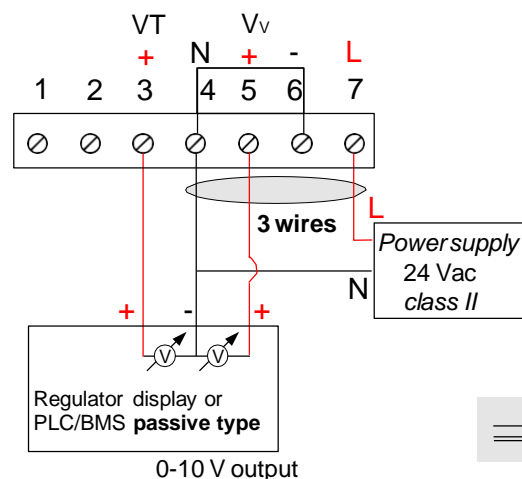 VT N Vv
+ + - L
1 2 3 4 5 6 7
3 wires
L
Power supply
24 Vac
class II
N
+ - +
V V
Regulator display or
PLC/BMS passive type
0-10 V output